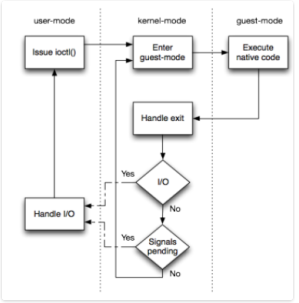 user-mode
kernel-mode
guest-mode
Issue ioctl()
Enter
guest-mode
Execute
native code
Handle exit
Yes
I/O
No
Handle I/O
Yes
Signals
pending
No